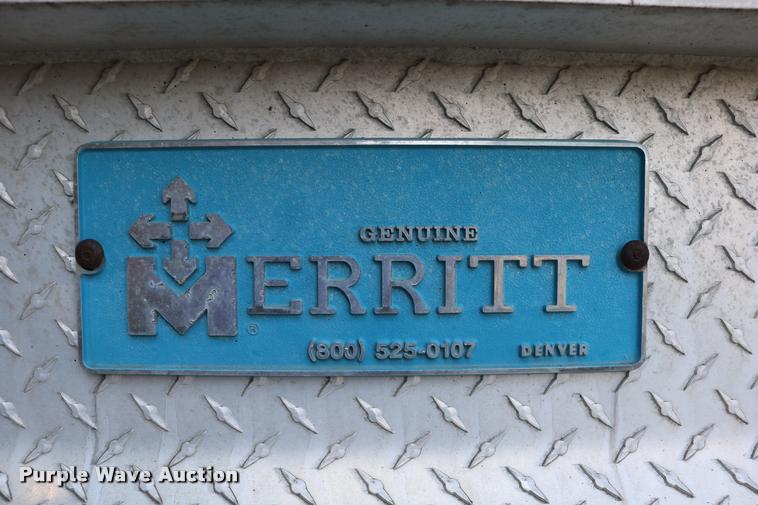 GENUINE
MERRITT®
(800) 525-0107 DENVER
Purple Wave Auction